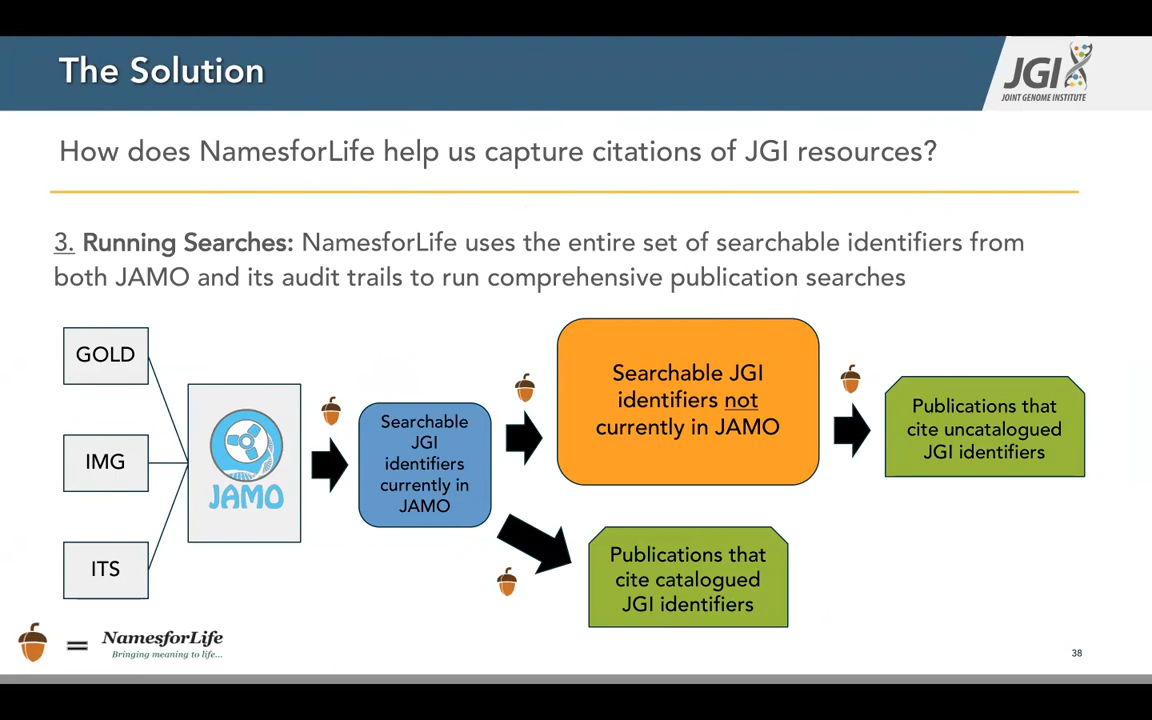 The Solution
JGI
JOINT GENOME INSTITUTE
How does NamesforLife help us capture citations of JGI resources?
3. Running Searches: NamesforLife uses the entire set of searchable identifiers from
both JAMO and its audit trails to run comprehensive publication searches
GOLD
IMG
ITS
JAMO
Searchable
JGI
identifiers
currently in
JAMO
Searchable JGI
identifiers not
currently in JAMO
Publications that
cite uncatalogued
JGI identifiers
Publications that
cite catalogued
JGI identifiers
= NamesforLife
Bringing meaning to life...
38